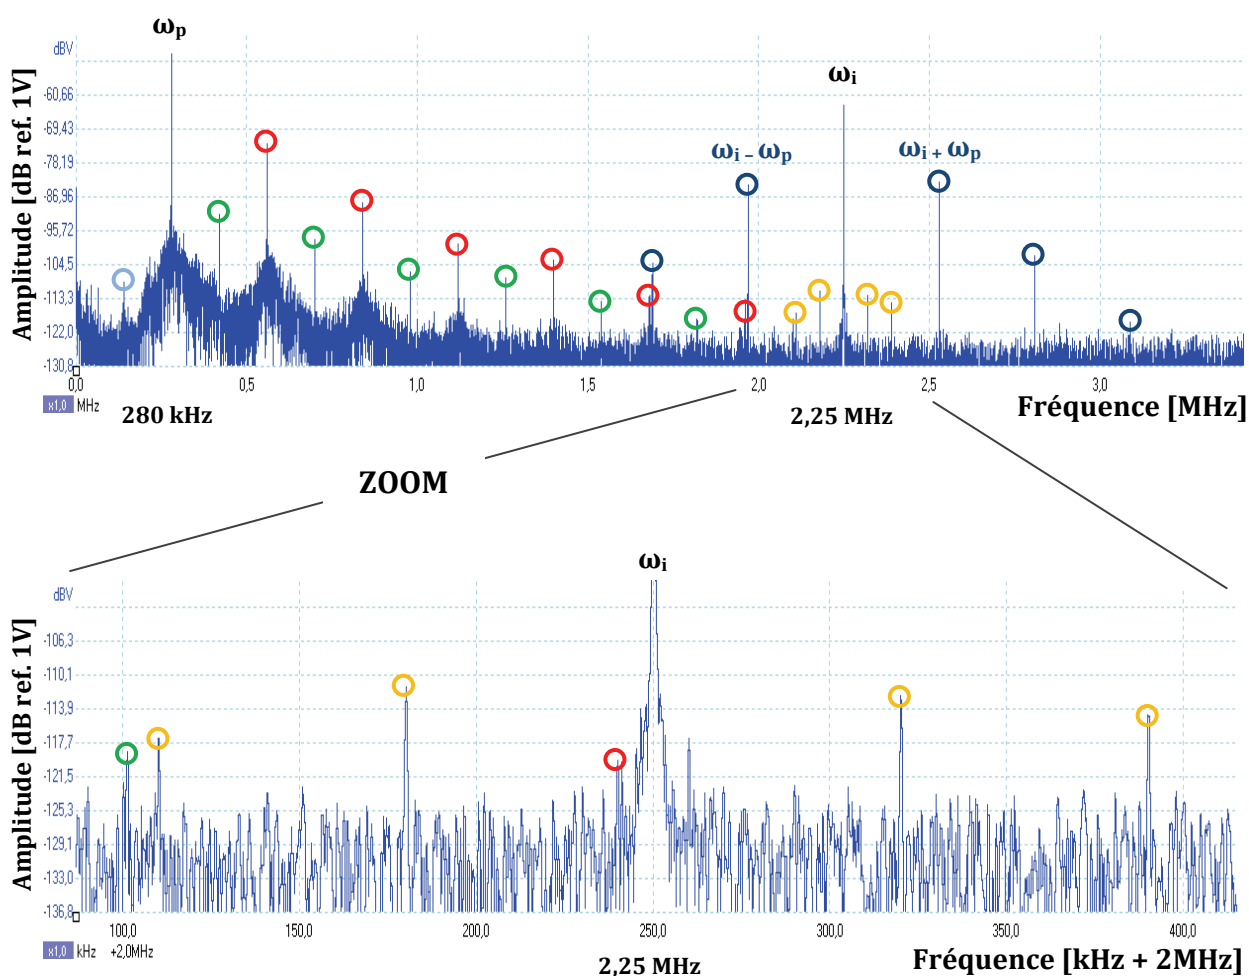 ωp
ωi
dBV
Amplitude [dB ref. 1V]
-60,66
-69,43
-78,19
-86,96
-95,72
-104,5
-113,3
-122,0
-130,8
ωi – ωp
ωi + ωp
0,0
0,5
1,0
1,5
2,0
2,5
3,0
x1,0 MHz
280 kHz
2,25 MHz
Fréquence [MHz]
ZOOM
ωi
dBV
Amplitude [dB ref. 1V]
-106,3
-110,1
-113,9
-117,7
-121,5
-125,3
-129,1
-133,0
-136,8
100,0
150,0
200,0
250,0
300,0
350,0
400,0
x1,0 kHz +2,0MHz
2,25 MHz
Fréquence [kHz + 2MHz]